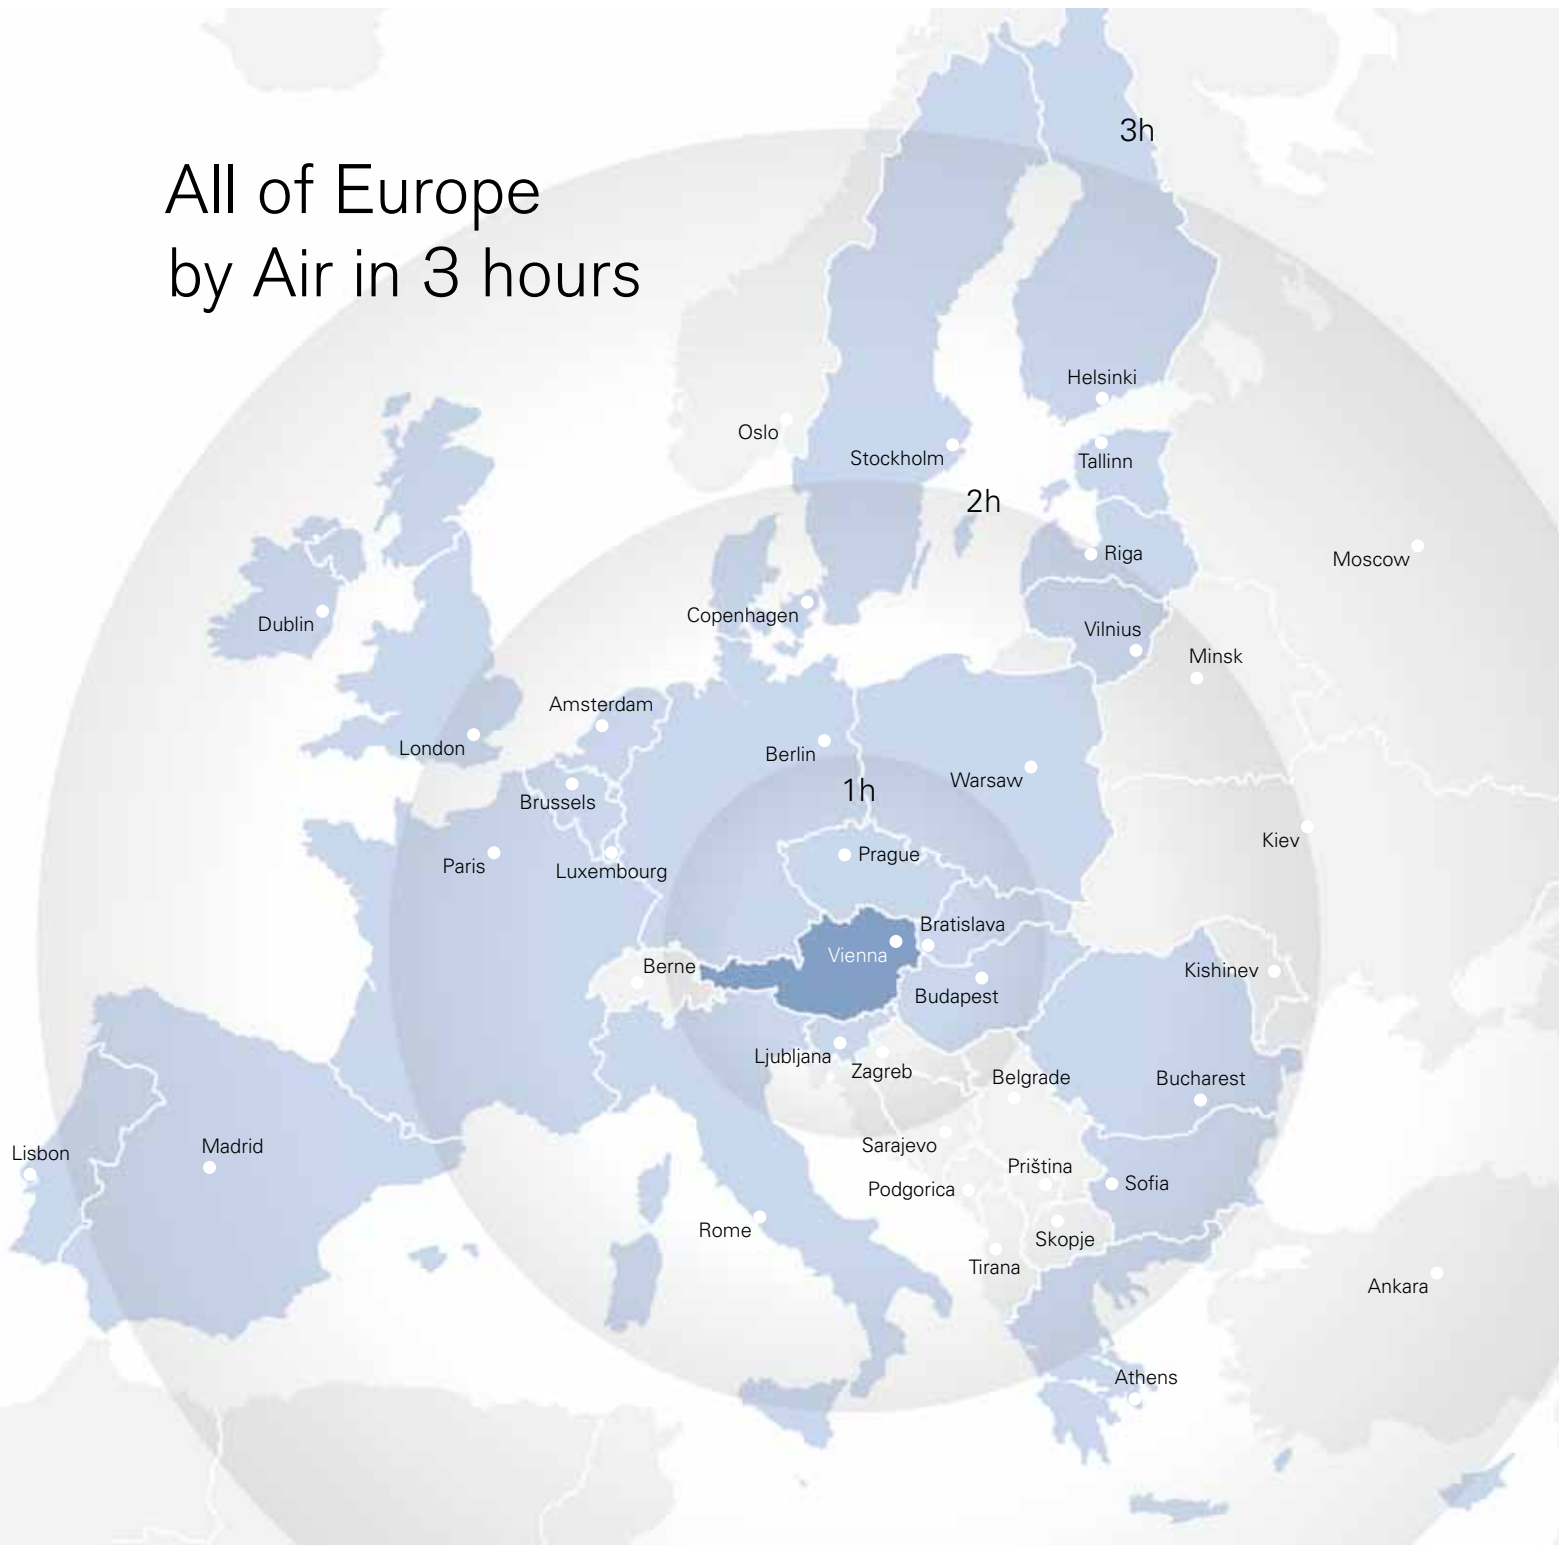 All of Europe
by Air in 3 hours
3h
Helsinki
Oslo
Stockholm
Tallinn
2h
Riga
Moscow
Copenhagen
Dublin
Vilnius
Minsk
Amsterdam
London
Berlin
Warsaw
1h
Brussels
Kiev
Prague
Paris
Luxembourg
Bratislava
Vienna
Berne
Kishinev
Budapest
Ljubljana
Zagreb
Belgrade
Bucharest
Lisbon
Madrid
Sarajevo
Priština
Podgorica
Sofia
Rome
Skopje
Tirana
Ankara
Athens